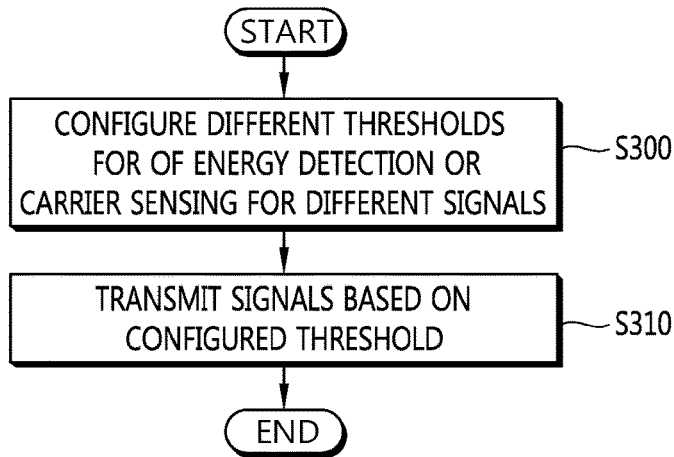 START
CONFIGURE DIFFERENT THRESHOLDS
FOR OF ENERGY DETECTION OR
CARRIER SENSING FOR DIFFERENT SIGNALS
S300
TRANSMIT SIGNALS BASED ON
CONFIGURED THRESHOLD
S310
END